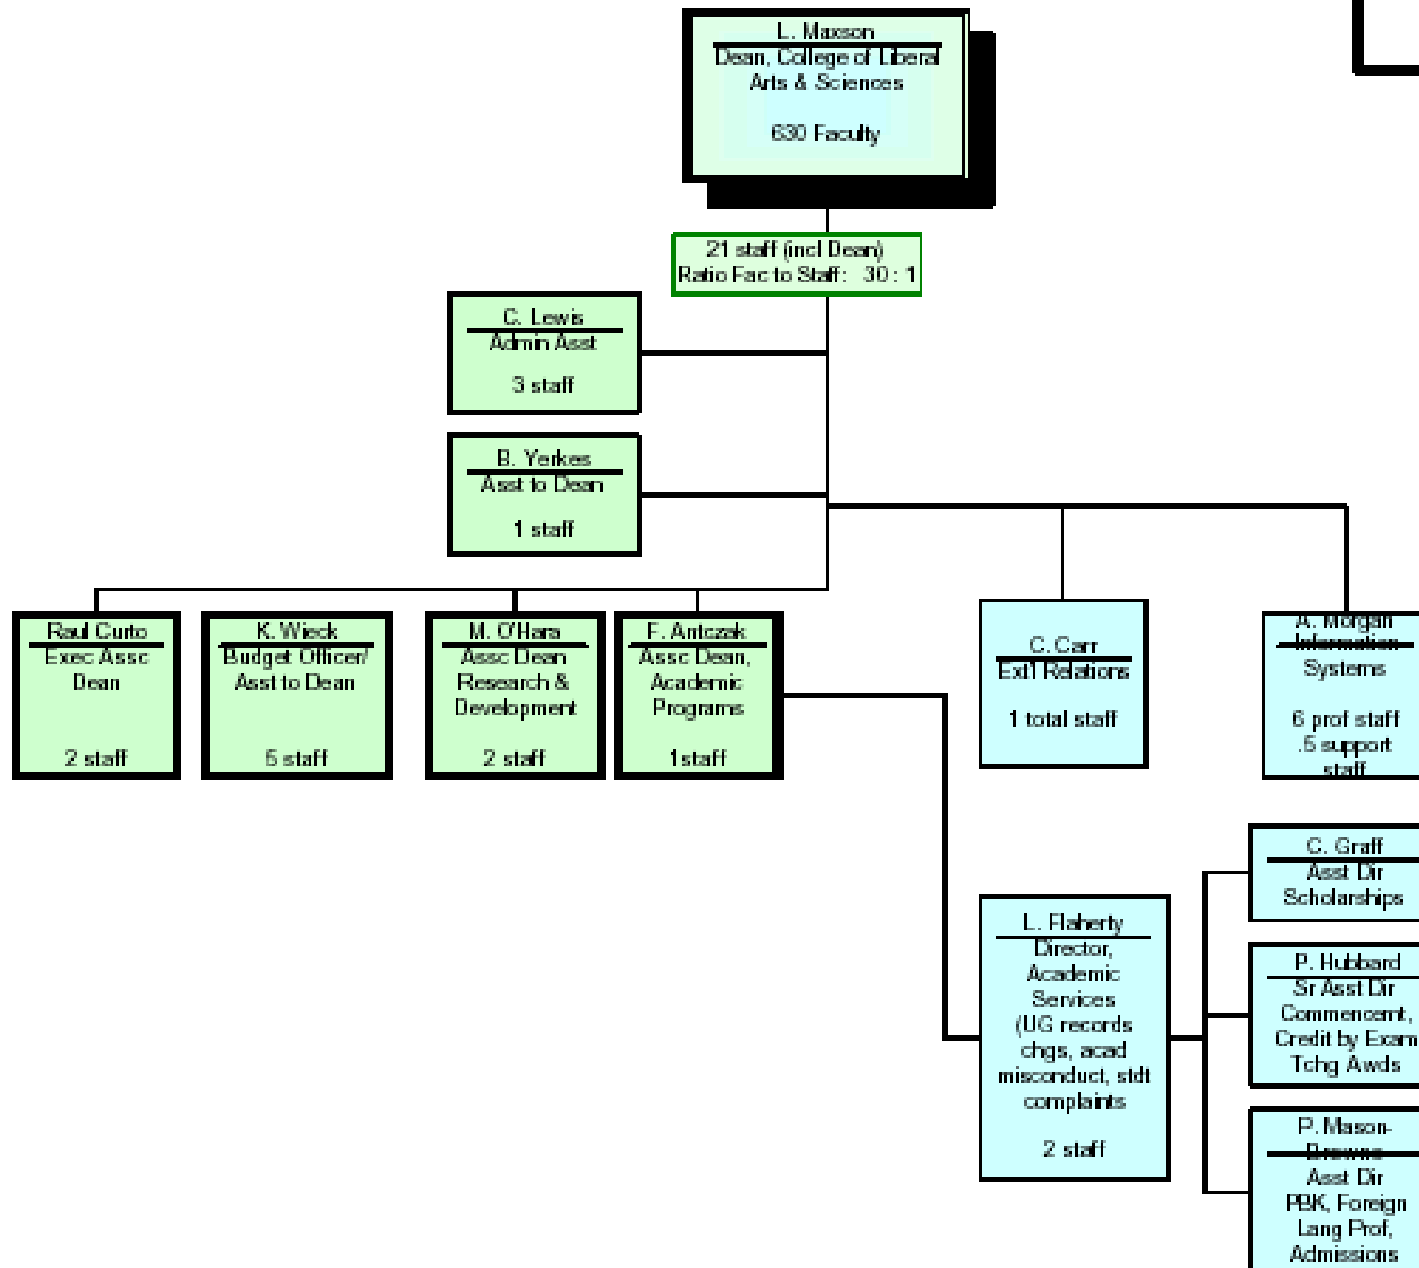 L. Maxson
Dean, College of Liberal
Arts & Sciences
630 Faculty
21 staff (incl Dean)
Ratio Fac to Staff: 30 : 1
C. Lewis
Admin Asst
3 staff
B. Yerkes
Asst to Dean
1 staff
Raul Curto
Exec Assc
Dean
2 staff
K. Wieck
Budget Officer/
Asst to Dean
5 staff
M. O'Hara
Assc Dean
Research &
Development
2 staff
F. Antczak
Assc Dean,
Academic
Programs
1staff
C. Carr
Ext'l Relations
1 total staff
A. Morgan
Information
Systems
6 prof staff
.5 support
staff
L. Flaherty
Director,
Academic
Services
(UG records
chgs, acad
misconduct, stdt
complaints
2 staff
C. Graff
Asst Dir
Scholarships
P. Hubbard
Sr Asst Dir
Commencemt,
Credit by Exam
Tchg Awds
P. Mason-
Browne
Asst Dir
PBK, Foreign
Lang Prof,
Admissions